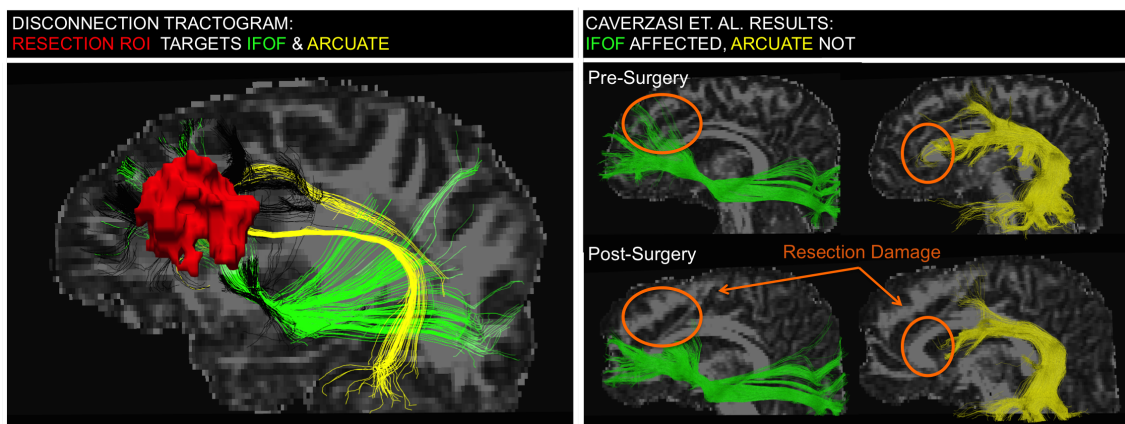 DISCONNECTION TRACTOGRAM:
RESECTION ROI TARGETS IFOF & ARCUATE
CAVERZASI ET. AL. RESULTS:
IFOF AFFECTED, ARCUATE NOT
Pre-Surgery
Post-Surgery
Resection Damage